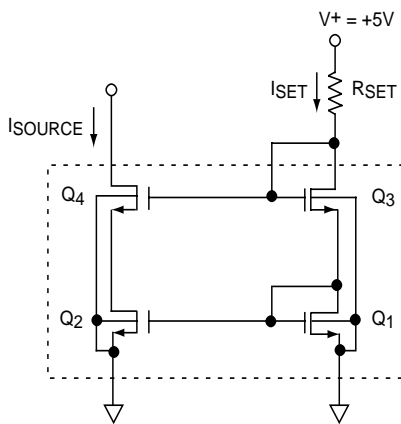 V+ = +5V
ISET
RSET
ISOURCE
Q4
Q3
Q2
Q1